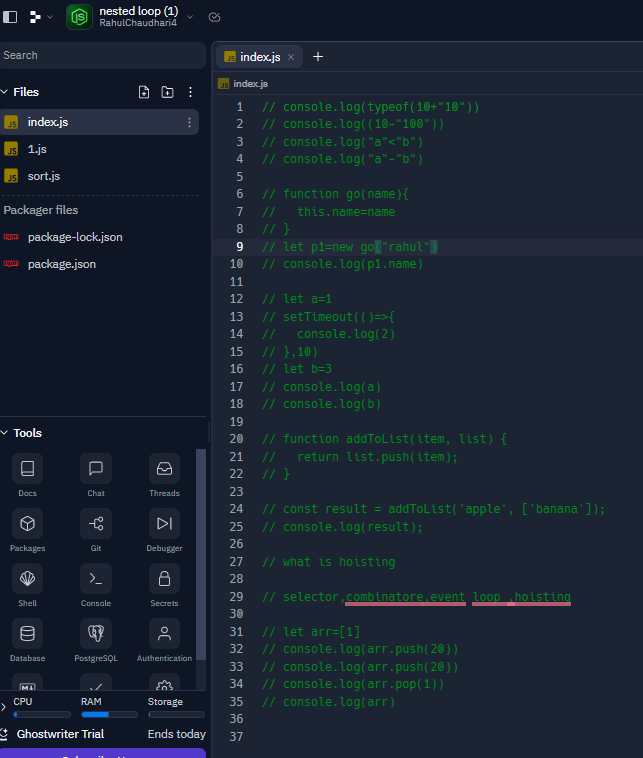 nested loop (1)
RahulChaudhari4
Search
Files
index.js
1.js
sort.js
Packager files
package-lock.json
package.json
Tools
Docs
Chat
Threads
Packages
Git
Debugger
Shell
Console
Secrets
Database
PostgreSQL
Authentication
CPU
RAM
Storage
Ghostwriter Trial
Ends today
index.js
index.js
1 // console.log(typeof(10+"10"))
2 // console.log((10-"100"))
3 // console.log("a"<"b")
4 // console.log("a"-"b")
5
6 // function go(name){
7 //   this.name=name
8 // }
9 // let p1=new go("rahul")
10 // console.log(p1.name)
11
12 // let a=1
13 // setTimeout(()=>{
14 //   console.log(2)
15 // },10)
16 // let b=3
17 // console.log(a)
18 // console.log(b)
19
20 // function addToList(item, list) {
21 //   return list.push(item);
22 // }
23
24 // const result = addToList('apple', ['banana']);
25 // console.log(result);
26
27 // what is hoisting
28
29 // selector,combinatore,event loop ,hoisting
30
31 // let arr=[1]
32 // console.log(arr.push(20))
33 // console.log(arr.push(20))
34 // console.log(arr.pop(1))
35 // console.log(arr)
36
37